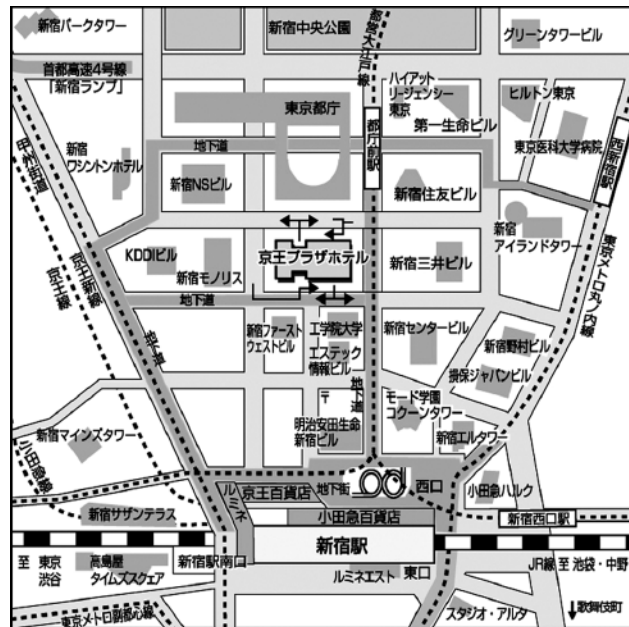 新宿パークタワー
新宿中央公園
都営大江戸線
グリーンタワービル
首都高速4号線
「新宿ランプ」
ハイアット
リージェンシー
東京
ヒルトン東京
東京都庁
第一生命ビル
都庁前駅
東京医科大学病院
西新宿駅
甲州街道
新宿
ワシントンホテル
地下道
新宿NSビル
新宿住友ビル
新宿
アイランドタワー
KDDIビル
新宿モノリス
京王プラザホテル
新宿三井ビル
東京メトロ丸ノ内線
京王新線
京王線
地下道
地下道
新宿ファースト
ウェストビル
工学院大学
エステック
情報ビル
新宿センタービル
新宿野村ビル
損保ジャパンビル
地下道
〒
明治安田生命
新宿ビル
モード学園
コクーンタワー
新宿マインズタワー
新宿エルタワー
小田急線
京王百貨店
地下街
西口
小田急ハルク
ルミネ
新宿サザンテラス
小田急百貨店
新宿西口駅
新宿駅
至 東京
渋谷
高島屋
タイムズスクェア
新宿駅南口
ルミネエスト
東口
JR線 至 池袋・中野
東京メトロ副都心線
スタジオ・アルタ
歌舞伎町